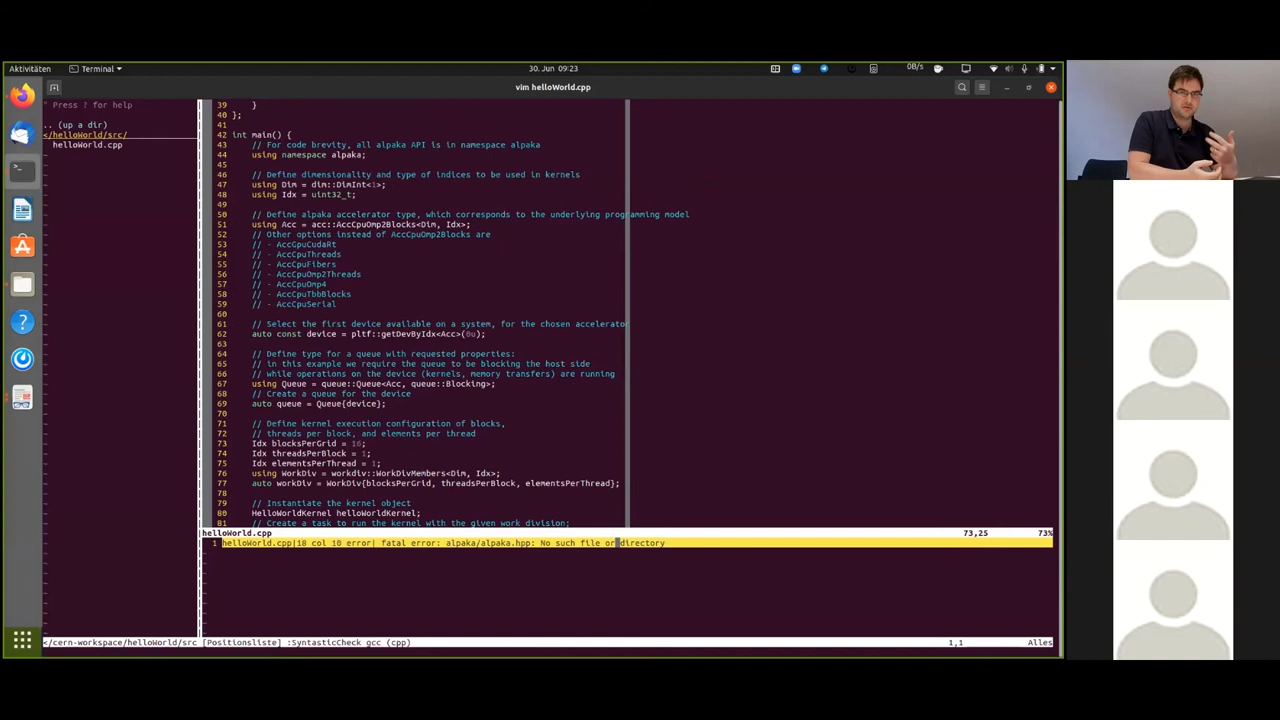 Aktivitäten
Terminal
30. Jun 09:23
0B/s
vim helloWorld.cpp
" Press ? for help
.. (up a dir)
</helloWorld/src/
helloWorld.cpp
39 }
40 };
41
42 int main() {
43 // For code brevity, all alpaka API is in namespace alpaka
44 using namespace alpaka;
45
46 // Define dimensionality and type of indices to be used in kernels
47 using Dim = dim::DimInt<1>;
48 using Idx = uint32_t;
49
50 // Define alpaka accelerator type, which corresponds to the underlying programming model
51 using Acc = acc::AccCpuOmp2Blocks<Dim, Idx>;
52 // Other options instead of AccCpuOmp2Blocks are
53 // - AccGpuCudaRt
54 // - AccCpuThreads
55 // - AccCpuFibers
56 // - AccCpuOmp2Threads
57 // - AccCpuOmp4
58 // - AccCpuTbbBlocks
59 // - AccCpuSerial
60
61 // Select the first device available on a system, for the chosen accelerator
62 auto const device = pltf::getDevByIdx<Acc>(0u);
63
64 // Define type for a queue with requested properties:
65 // in this example we require the queue to be blocking the host side
66 // while operations on the device (kernels, memory transfers) are running
67 using Queue = queue::Queue<Acc, queue::Blocking>;
68 // Create a queue for the device
69 auto queue = Queue{device};
70
71 // Define kernel execution configuration of blocks,
72 // threads per block, and elements per thread
73 Idx blocksPerGrid = 16;
74 Idx threadsPerBlock = 1;
75 Idx elementsPerThread = 1;
76 using WorkDiv = workdiv::WorkDivMembers<Dim, Idx>;
77 auto workDiv = WorkDiv{blocksPerGrid, threadsPerBlock, elementsPerThread};
78
79 // Instantiate the kernel object
80 HelloWorldKernel helloWorldKernel;
81 // Create a task to run the kernel with the given work division;
helloWorld.cpp 73,25 73%
1 helloWorld.cpp|18 col 10 error| fatal error: alpaka/alpaka.hpp: No such file or directory
</cern-workspace/helloWorld/src [Positionsliste] :SyntasticCheck gcc (cpp) 1,1 Alles